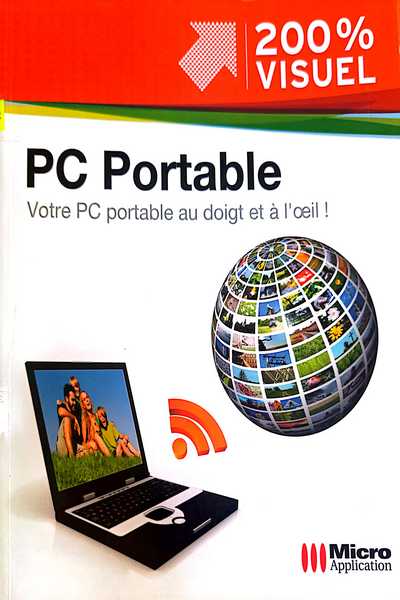 200%
VISUEL
PC Portable
Votre PC portable au doigt et à l'œil !
Micro
Application